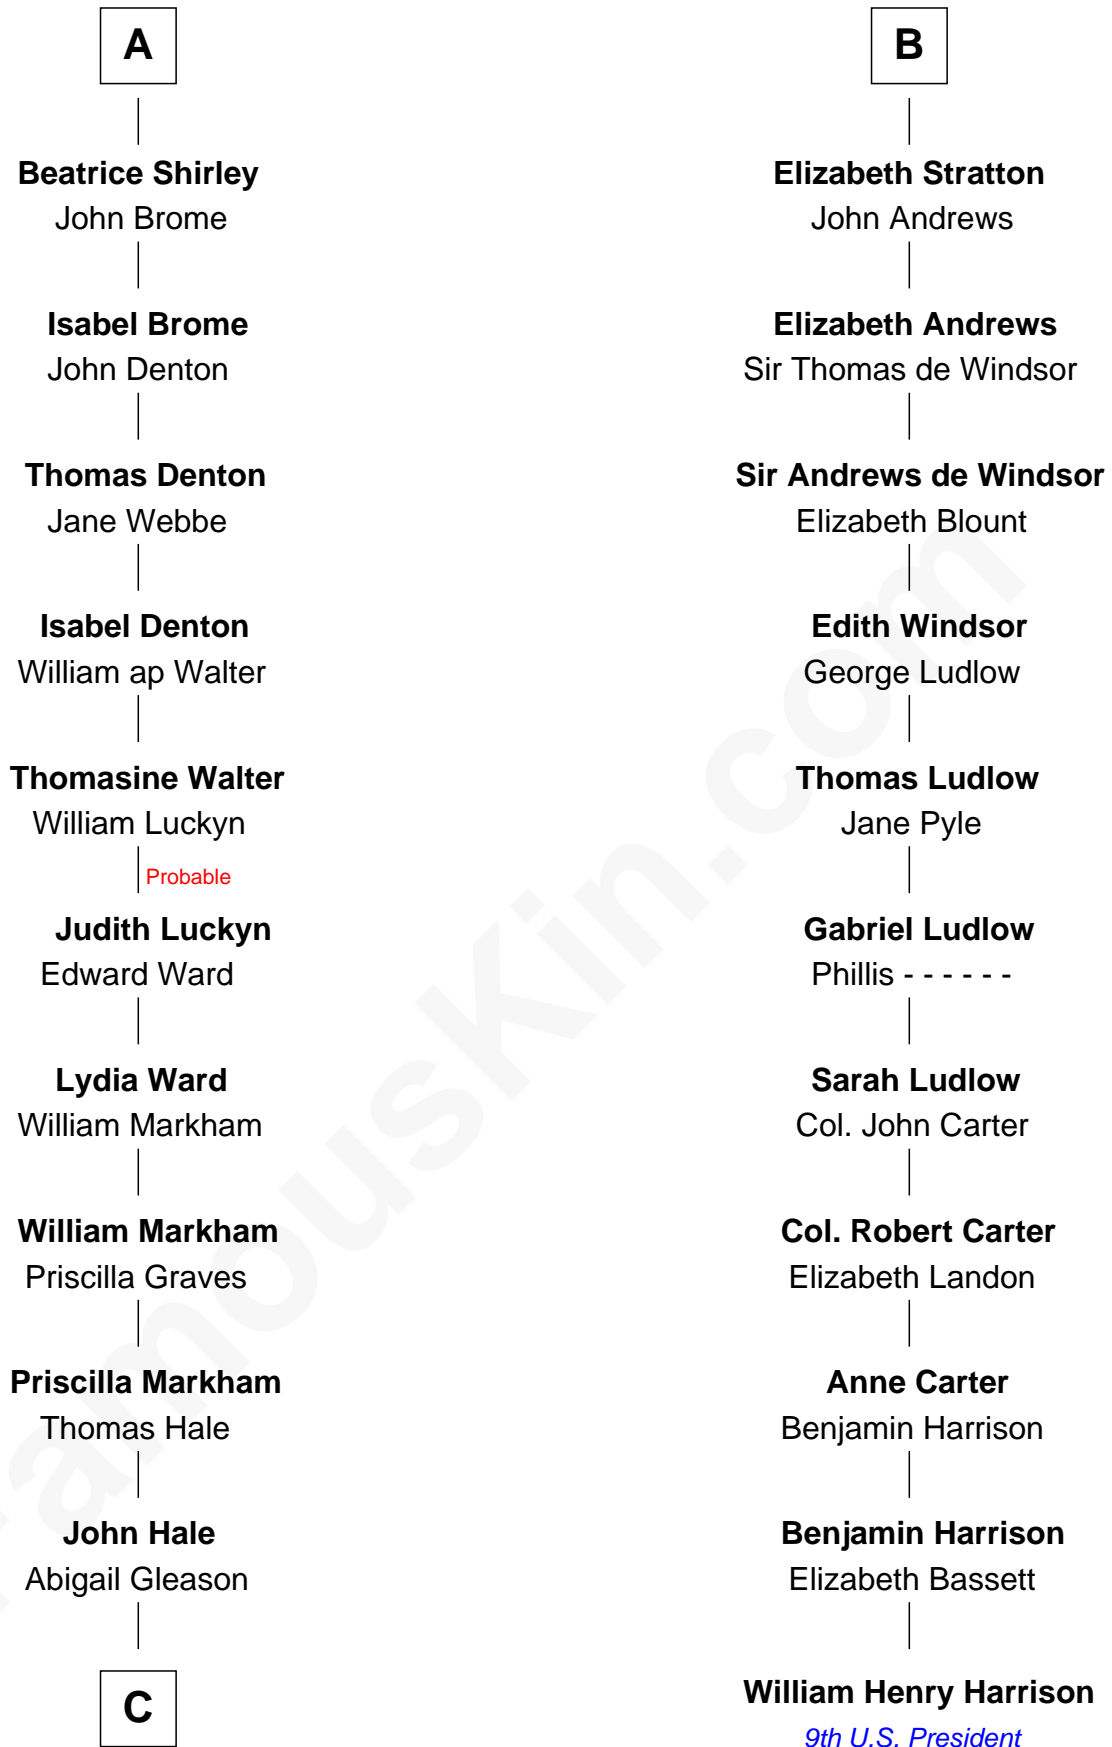 A
Beatrice Shirley
John Brome
Isabel Brome
John Denton
Thomas Denton
Jane Webbe
Isabel Denton
William ap Walter
Thomasine Walter
William Luckyn
Probable
Judith Luckyn
Edward Ward
Lydia Ward
William Markham
William Markham
Priscilla Graves
Priscilla Markham
Thomas Hale
John Hale
Abigail Gleason
C
B
Elizabeth Stratton
John Andrews
Elizabeth Andrews
Sir Thomas de Windsor
Sir Andrews de Windsor
Elizabeth Blount
Edith Windsor
George Ludlow
Thomas Ludlow
Jane Pyle
Gabriel Ludlow
Phillis - - - - - -
Sarah Ludlow
Col. John Carter
Col. Robert Carter
Elizabeth Landon
Anne Carter
Benjamin Harrison
Benjamin Harrison
Elizabeth Bassett
William Henry Harrison
9th U.S. President
FamousKin.com